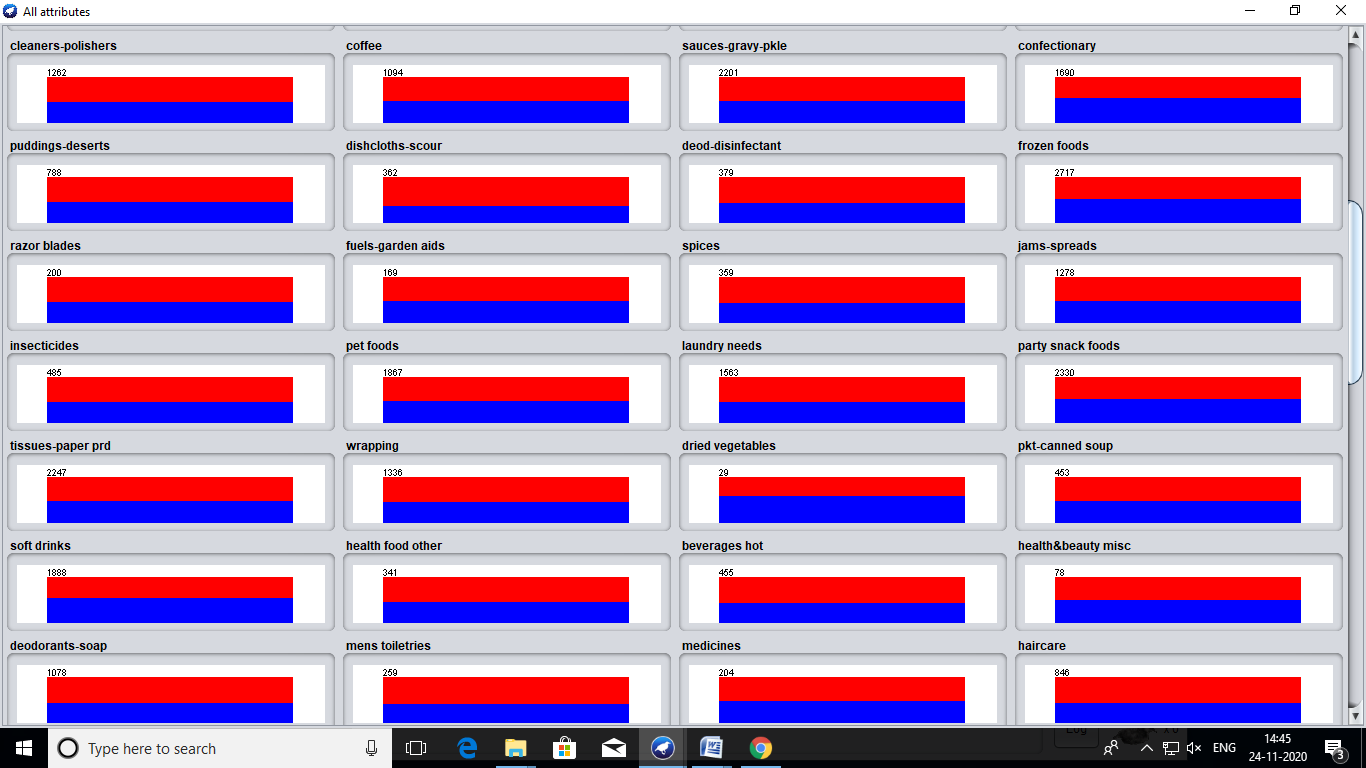 All attributes
cleaners-polishers coffee sauces-gravy-pkle confectionary
1262 1094 2201 1690
puddings-deserts dishcloths-scour deod-disinfectant frozen foods
788 362 379 2717
razor blades fuels-garden aids spices jams-spreads
200 169 359 1278
insecticides pet foods laundry needs party snack foods
485 1867 1563 2330
tissues-paper prd wrapping dried vegetables pkt-canned soup
2247 1336 29 453
soft drinks health food other beverages hot health&beauty misc
1888 341 455 78
deodorants-soap mens toiletries medicines haircare
1078 259 204 846
Log x 0
Type here to search ENG 14:45
24-11-2020 3